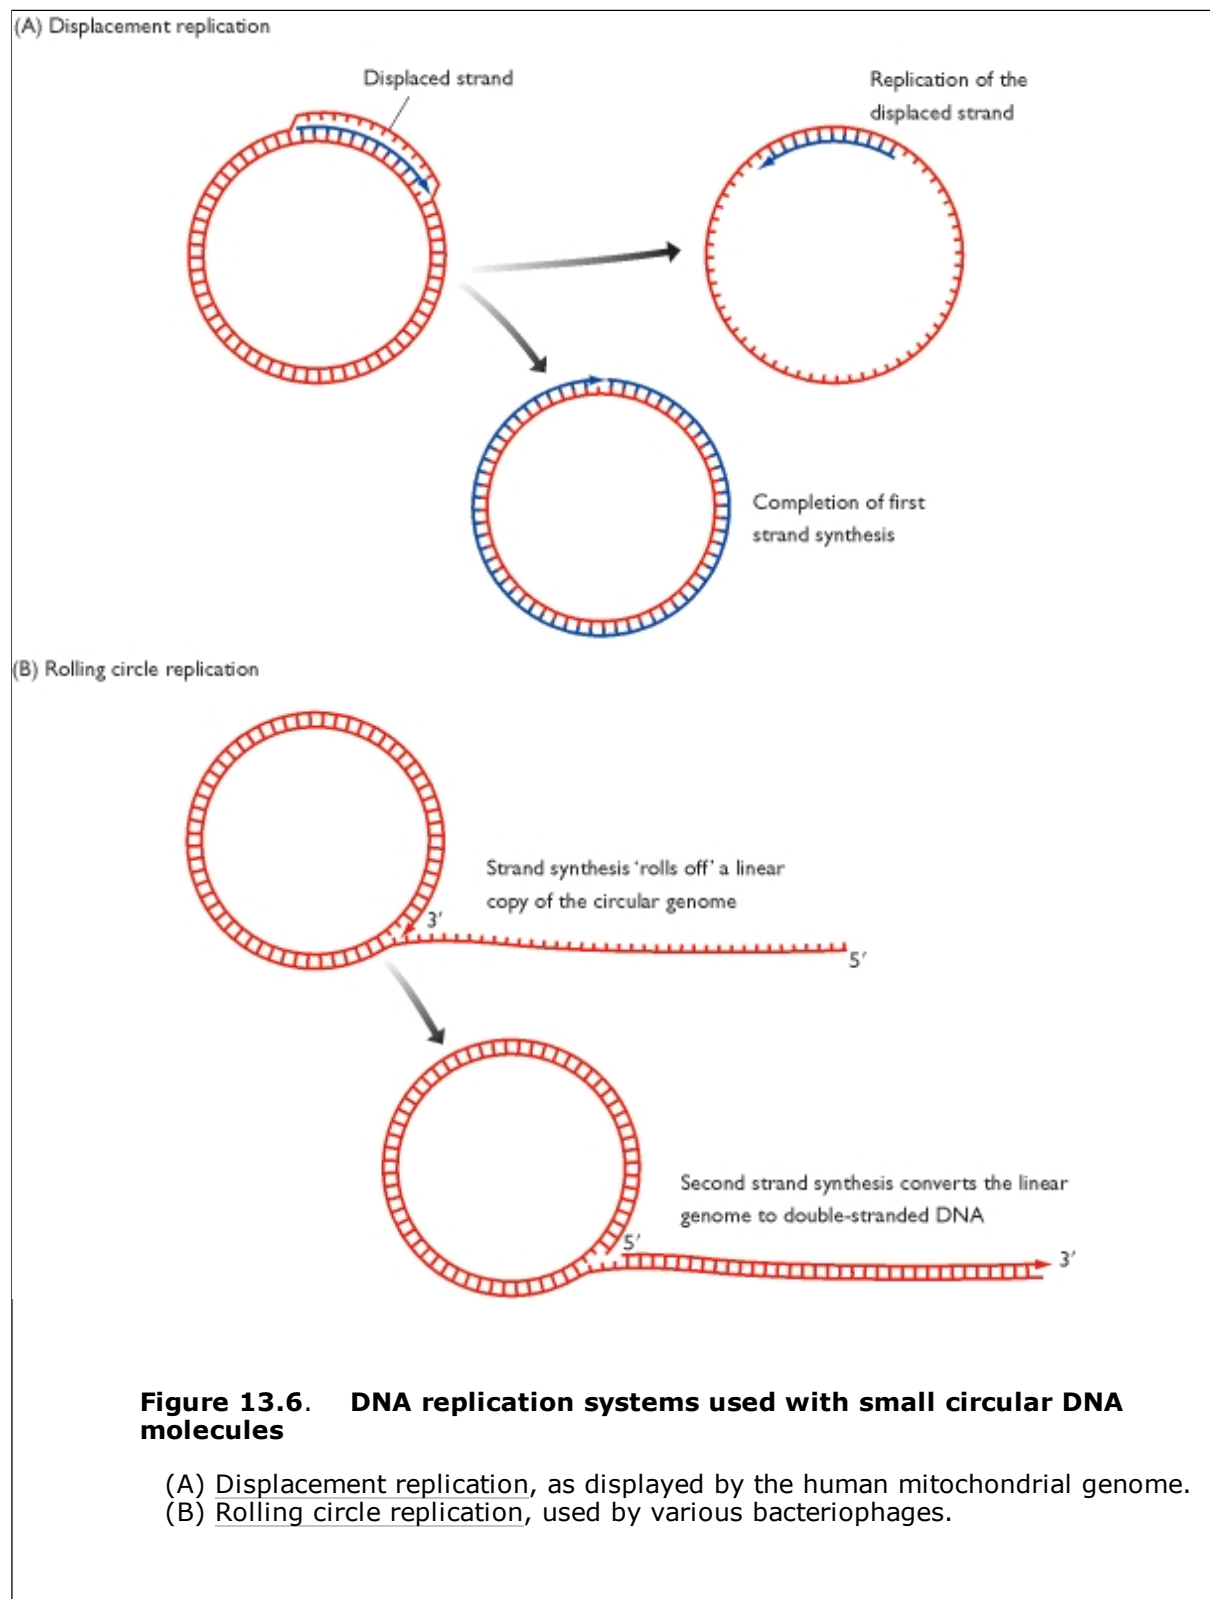 (A) Displacement replication
Displaced strand
Replication of the
displaced strand
Completion of first
strand synthesis
(B) Rolling circle replication
Strand synthesis ‘rolls off’ a linear
copy of the circular genome
3′
5′
Second strand synthesis converts the linear
genome to double-stranded DNA
5′
3′
Figure 13.6. DNA replication systems used with small circular DNA
molecules
(A) Displacement replication, as displayed by the human mitochondrial genome.
(B) Rolling circle replication, used by various bacteriophages.